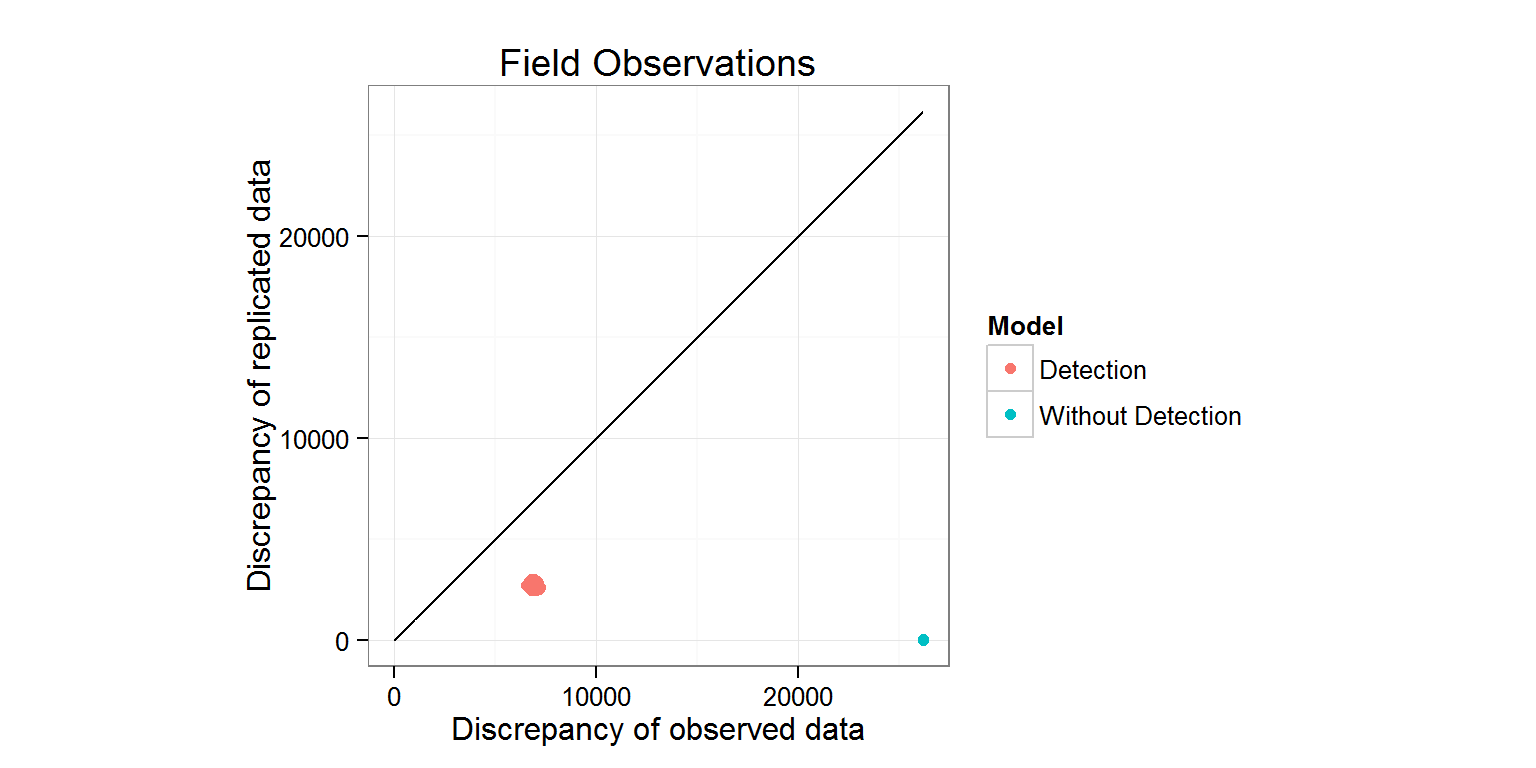 Field Observations
Discrepancy of replicated data
20000
10000
0
0 10000 20000
Discrepancy of observed data
Model
Detection
Without Detection